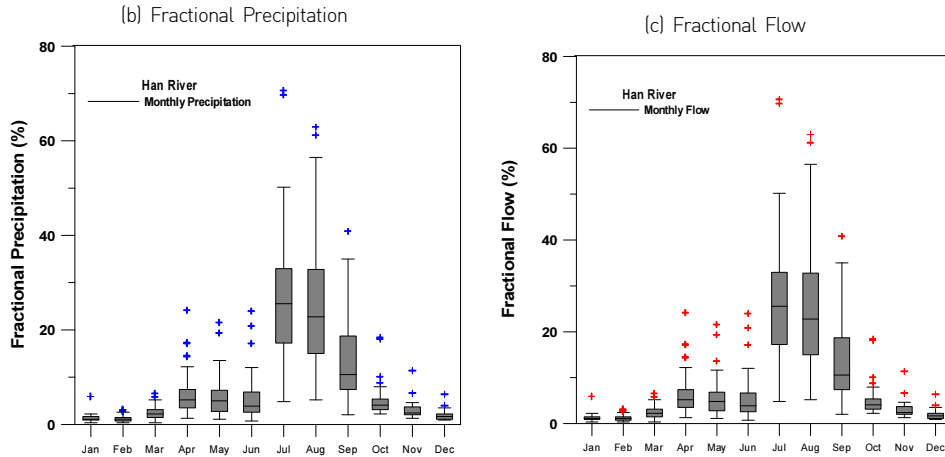 (b) Fractional Precipitation
80
60
40
20
0
Fractional Precipitation (%)
Han River
Monthly Precipitation
Jan Feb Mar Apr May Jun Jul Aug Sep Oct Nov Dec
(c) Fractional Flow
80
60
40
20
0
Fractional Flow (%)
Han River
Monthly Flow
Jan Feb Mar Apr May Jun Jul Aug Sep Oct Nov Dec